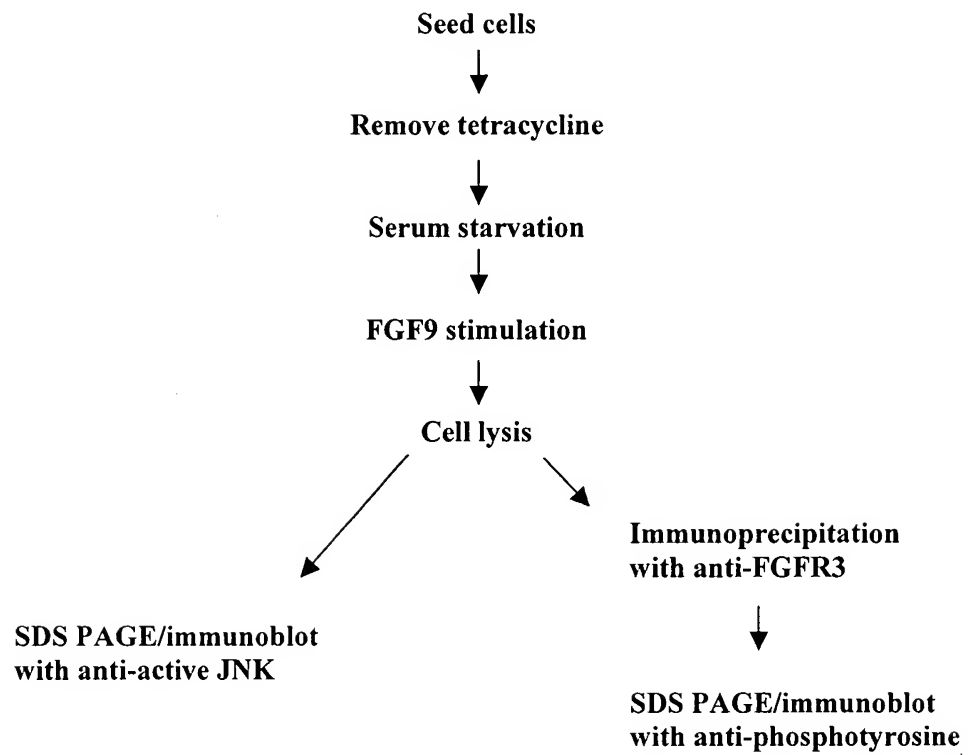 Seed cells
Remove tetracycline
Serum starvation
FGF9 stimulation
Cell lysis
Immunoprecipitation
with anti-FGFR3
SDS PAGE/immunoblot
with anti-active JNK
SDS PAGE/immunoblot
with anti-phosphotyrosine